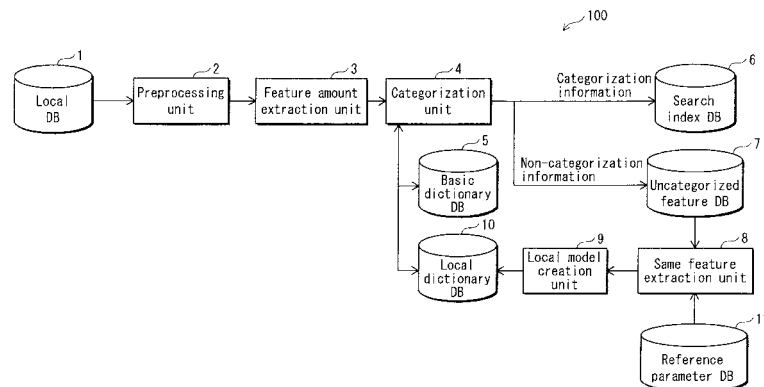 100
1
Local
DB
2
Preprocessing
unit
3
Feature amount
extraction unit
4
Categorization
unit
Categorization
information
6
Search
index DB
5
Basic
dictionary
DB
Non-categorization
information
7
Uncategorized
feature DB
10
Local
dictionary
DB
9
Local model
creation
unit
8
Same feature
extraction unit
Reference
parameter DB